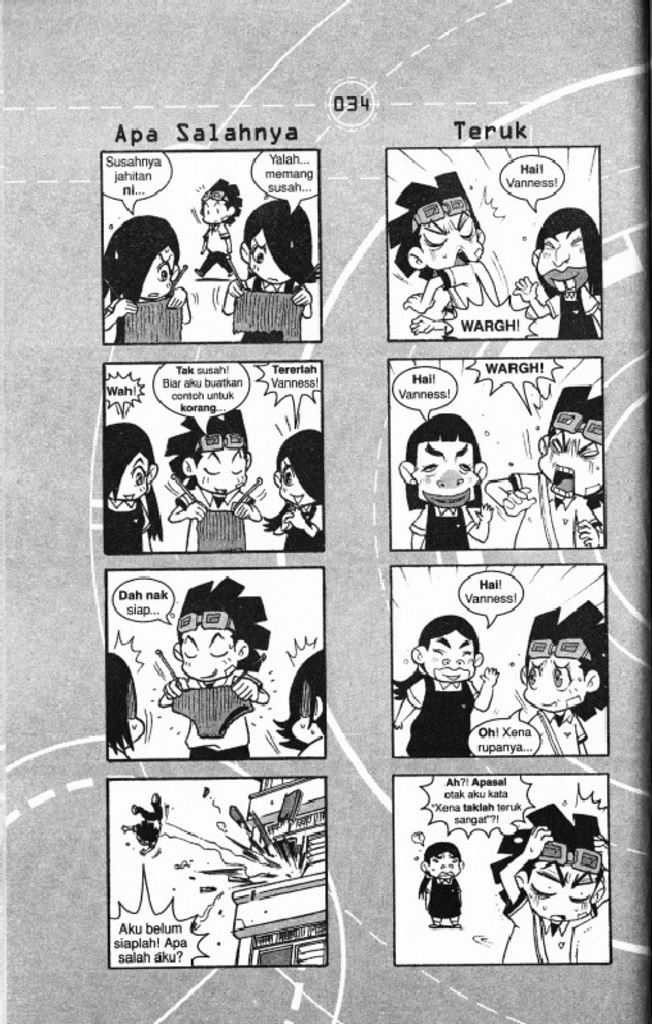 034
Apa Salahnya
Susahnya
jahitan
ni...
Yalah...
memang
susah...
Wah!
Tak susah!
Biar aku buatkan
contoh untuk
korang...
Tererlah
Vanness!
Dah nak
siap...
Aku belum
siaplah! Apa
salah aku?
Teruk
Hai!
Vanness!
WARGH!
Hai!
Vanness!
WARGH!
Hai!
Vanness!
Oh! Xena
rupanya...
Ah?! Apasal
otak aku kata
"Xena taklah teruk
sangat"?!